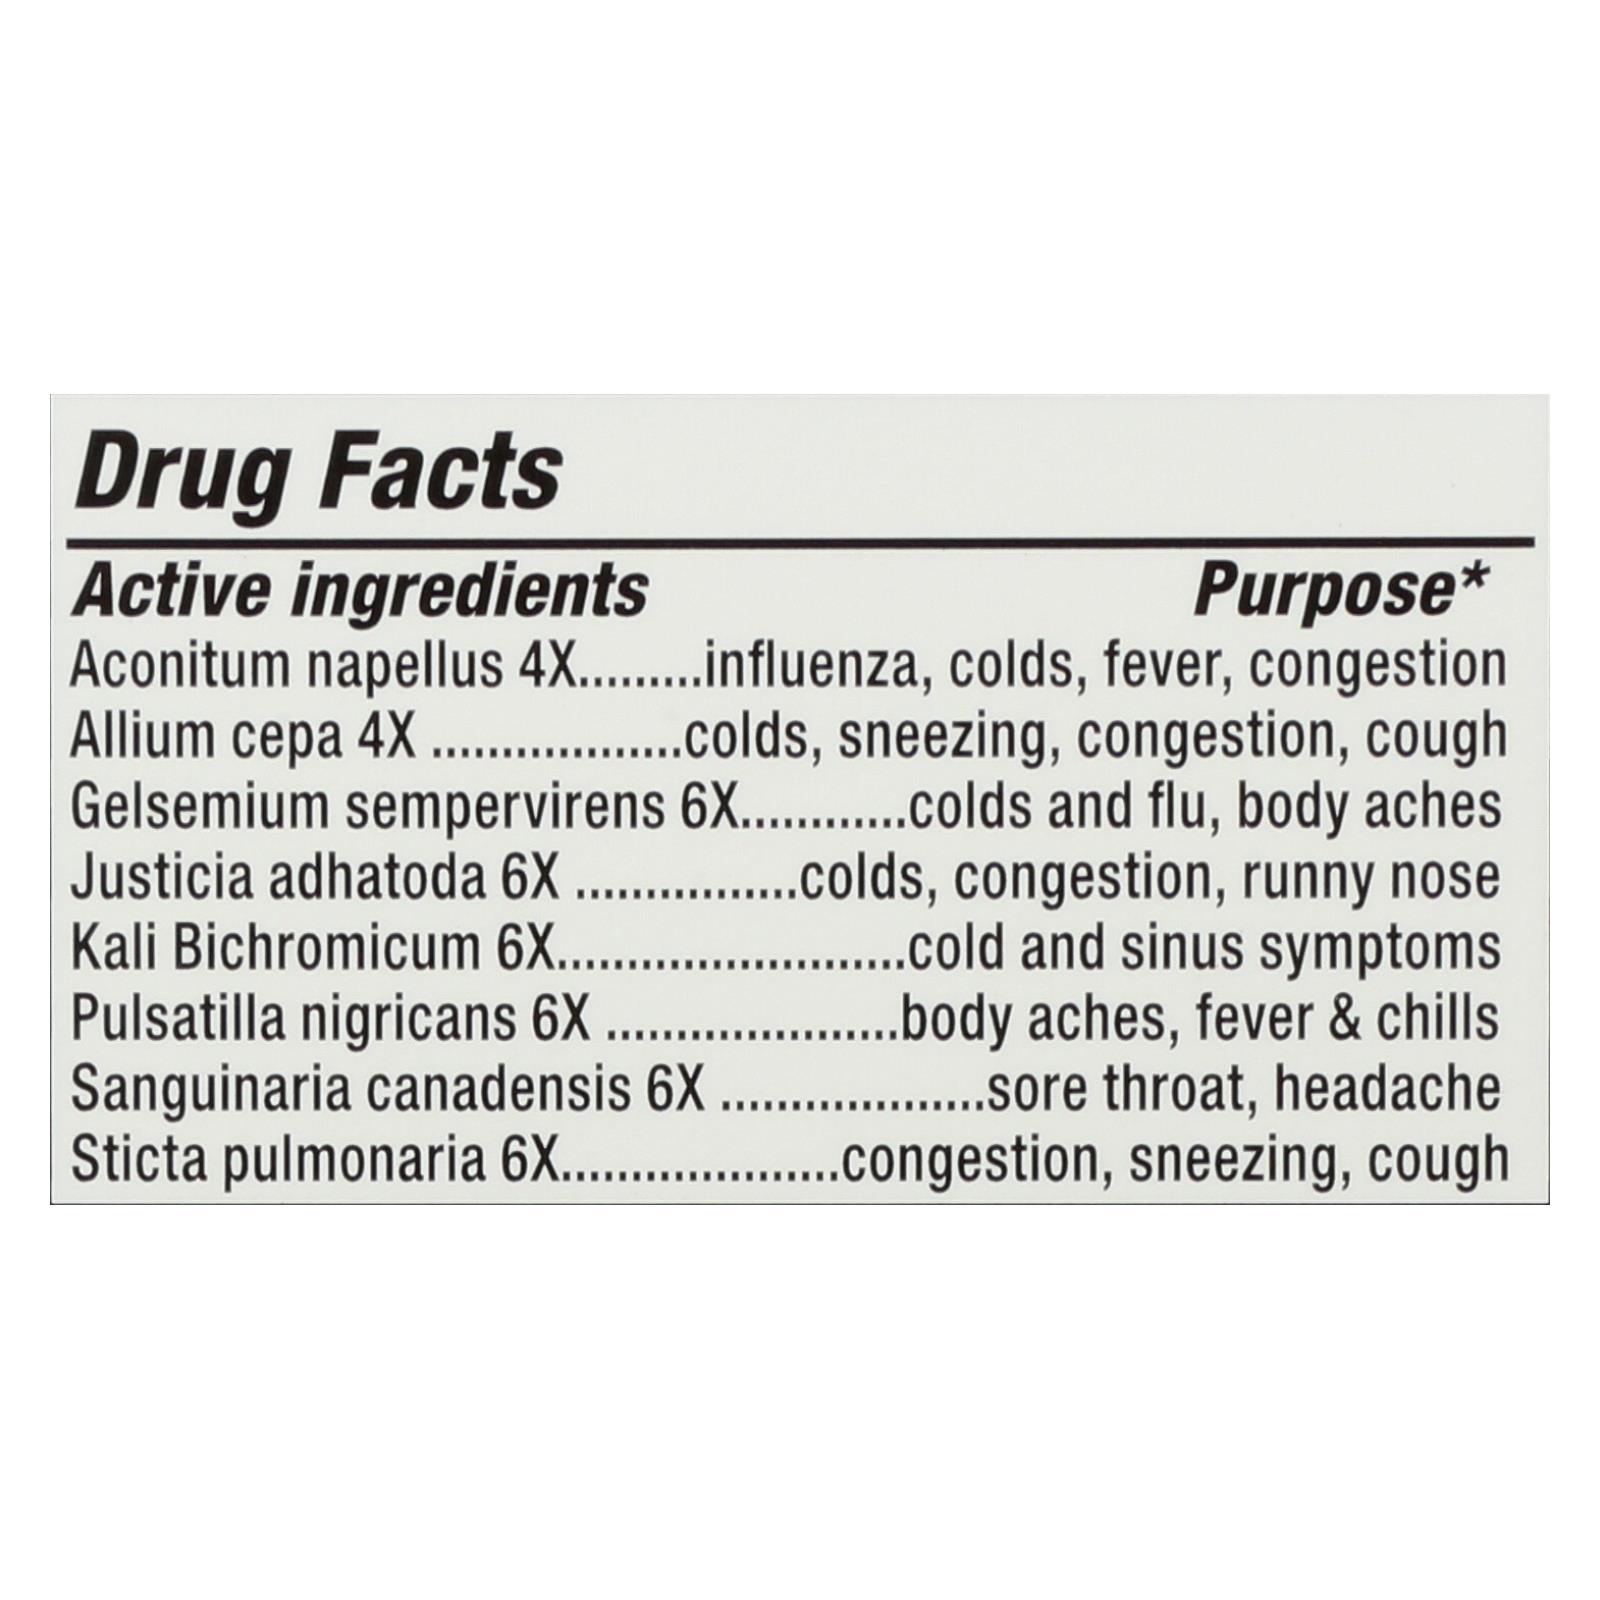 Drug Facts
Active ingredients Purpose*
Aconitum napellus 4X.........influenza, colds, fever, congestion
Allium cepa 4X ..................colds, sneezing, congestion, cough
Gelsemium sempervirens 6X............colds and flu, body aches
Justicia adhatoda 6X ................colds, congestion, runny nose
Kali Bichromicum 6X.........................cold and sinus symptoms
Pulsatilla nigricans 6X .....................body aches, fever & chills
Sanguinaria canadensis 6X ...................sore throat, headache
Sticta pulmonaria 6X....................congestion, sneezing, cough